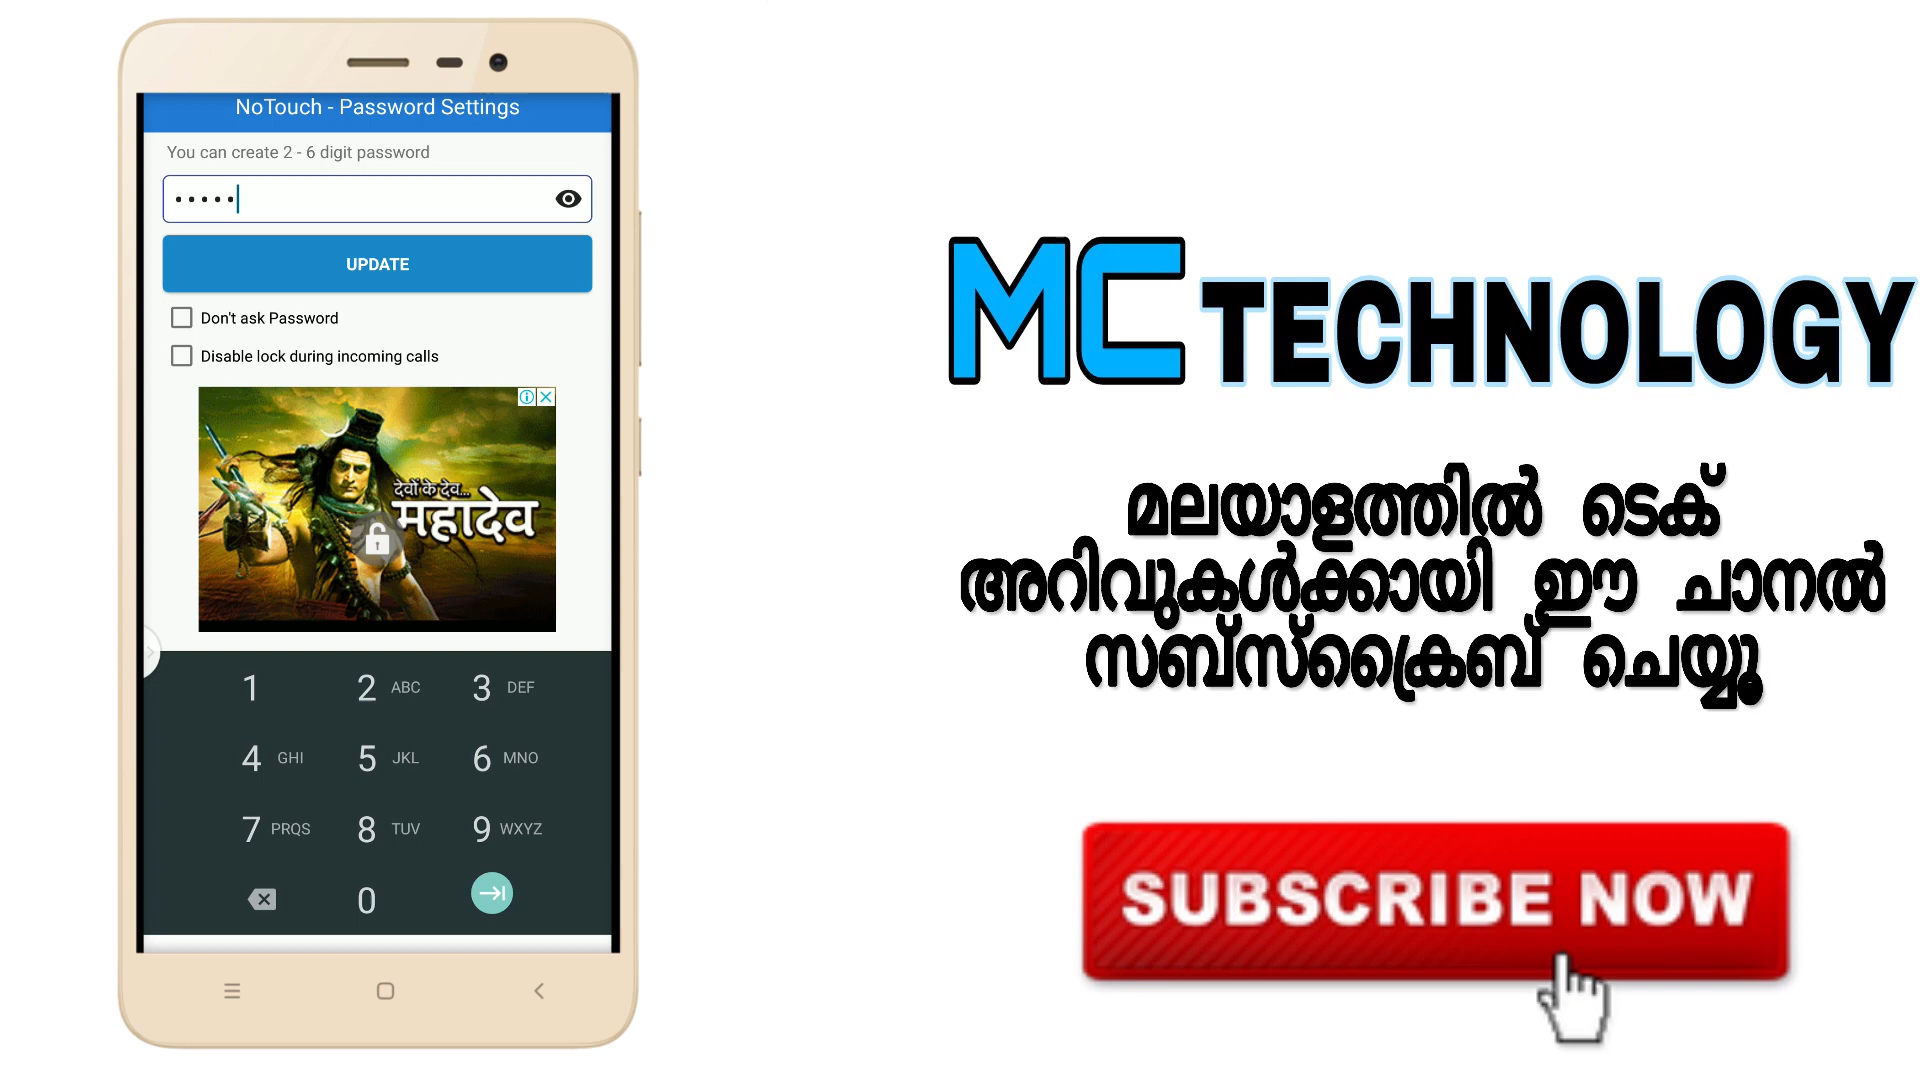 NoTouch - Password Settings
You can create 2 - 6 digit password
•••••
UPDATE
Don't ask Password
Disable lock during incoming calls
देवों के देव...
महादेव
1
2 ABC
3 DEF
4 GHI
5 JKL
6 MNO
7 PRQS
8 TUV
9 WXYZ
0
MC TECHNOLOGY
മലയാളത്തിൽ ടെക്
അറിവുകൾക്കായി ഈ ചാനൽ
സബ്സ്ക്രൈബ് ചെയ്യൂ
SUBSCRIBE NOW